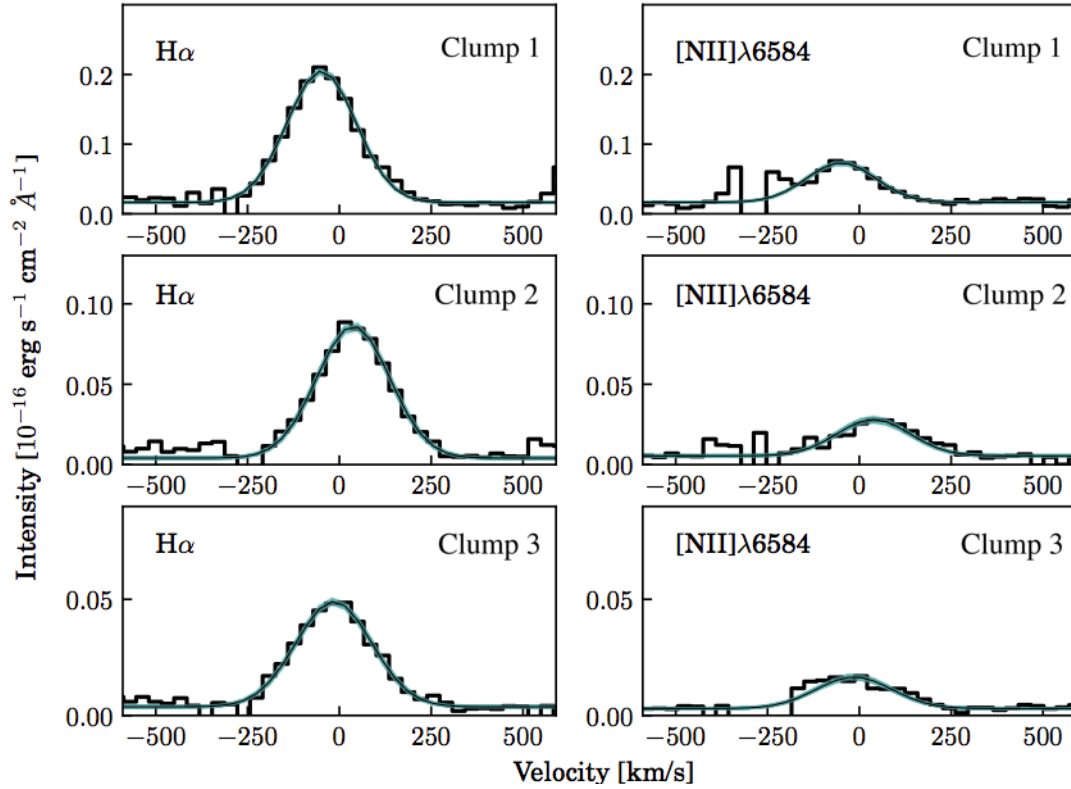 Hα Clump 1
0.2
0.1
0.0
−500 −250 0 250 500
[NII]λ6584 Clump 1
0.2
0.1
0.0
−500 −250 0 250 500
Hα Clump 2
0.10
0.05
0.00
−500 −250 0 250 500
[NII]λ6584 Clump 2
0.10
0.05
0.00
−500 −250 0 250 500
Hα Clump 3
0.05
0.00
−500 −250 0 250 500
[NII]λ6584 Clump 3
0.05
0.00
−500 −250 0 250 500
Intensity [10⁻¹⁶ erg s⁻¹ cm⁻² Å⁻¹]
Velocity [km/s]